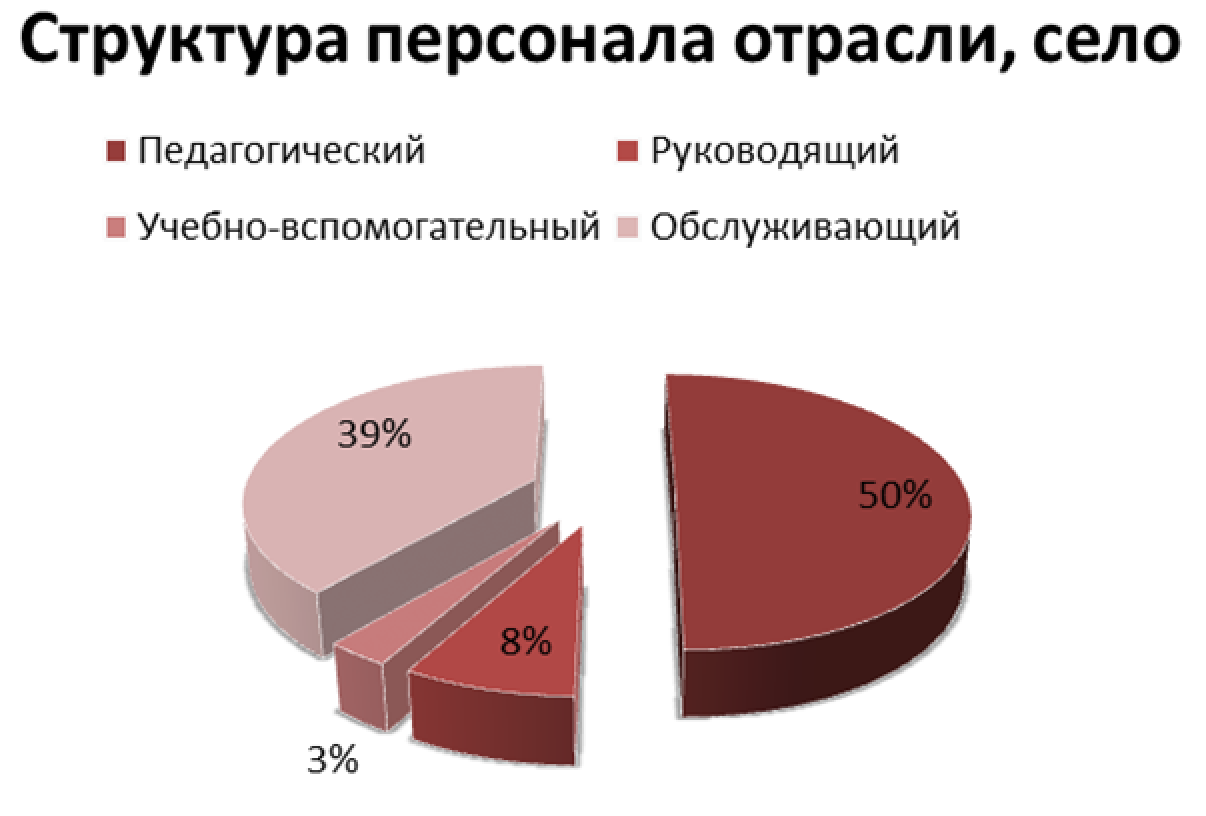 Структура персонала отрасли, село
Педагогический Руководящий
Учебно-вспомогательный Обслуживающий
39%
50%
8%
3%